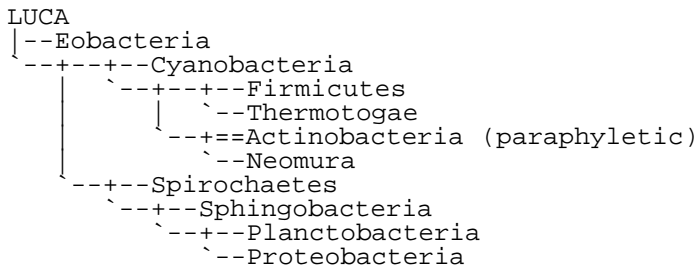 LUCA
|--Eobacteria
`--+--+--Cyanobacteria
   |  `--+--+--Firmicutes
   |     |  `--Thermotogae
   |     `--+==Actinobacteria (paraphyletic)
   |        `--Neomura
   `--+--Spirochaetes
      `--+--Sphingobacteria
         `--+--Planctobacteria
            `--Proteobacteria